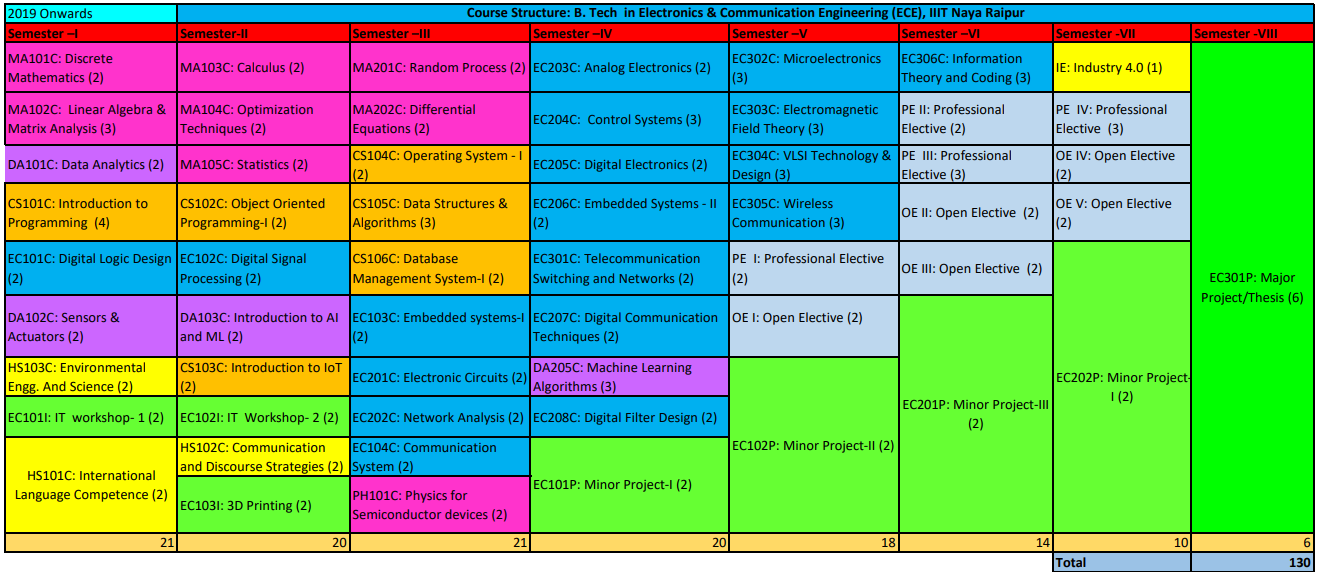 2019 Onwards
Course Structure: B. Tech in Electronics & Communication Engineering (ECE), IIIT Naya Raipur
Semester –I
Semester-II
Semester –III
Semester –IV
Semester –V
Semester –VI
Semester -VII
Semester -VIII
MA101C: Discrete
Mathematics (2)
MA103C: Calculus (2)
MA201C: Random Process (2)
EC203C: Analog Electronics (2)
EC302C: Microelectronics
(3)
EC306C: Information
Theory and Coding (3)
IE: Industry 4.0 (1)
EC301P: Major
Project/Thesis (6)
MA102C: Linear Algebra &
Matrix Analysis (3)
MA104C: Optimization
Techniques (2)
MA202C: Differential
Equations (2)
EC204C: Control Systems (3)
EC303C: Electromagnetic
Field Theory (3)
PE II: Professional
Elective (2)
PE IV: Professional
Elective (3)
DA101C: Data Analytics (2)
MA105C: Statistics (2)
CS104C: Operating System - I
(2)
EC205C: Digital Electronics (2)
EC304C: VLSI Technology &
Design (3)
PE III: Professional
Elective (3)
OE IV: Open Elective
(2)
CS101C: Introduction to
Programming (4)
CS102C: Object Oriented
Programming-I (2)
CS105C: Data Structures &
Algorithms (3)
EC206C: Embedded Systems - II
(2)
EC305C: Wireless
Communication (3)
OE II: Open Elective (2)
OE V: Open Elective
(2)
EC101C: Digital Logic Design
(2)
EC102C: Digital Signal
Processing (2)
CS106C: Database
Management System-I (2)
EC301C: Telecommunication
Switching and Networks (2)
PE I: Professional Elective
(2)
OE III: Open Elective (2)
EC202P: Minor Project-
I (2)
DA102C: Sensors &
Actuators (2)
DA103C: Introduction to AI
and ML (2)
EC103C: Embedded systems-I
(2)
EC207C: Digital Communication
Techniques (2)
OE I: Open Elective (2)
EC201P: Minor Project-III
(2)
HS103C: Environmental
Engg. And Science (2)
CS103C: Introduction to IoT
(2)
EC201C: Electronic Circuits (2)
DA205C: Machine Learning
Algorithms (3)
EC102P: Minor Project-II (2)
EC101I: IT workshop- 1 (2)
EC102I: IT Workshop- 2 (2)
EC202C: Network Analysis (2)
EC208C: Digital Filter Design (2)
HS101C: International
Language Competence (2)
HS102C: Communication
and Discourse Strategies (2)
EC104C: Communication
System (2)
EC101P: Minor Project-I (2)
EC103I: 3D Printing (2)
PH101C: Physics for
Semiconductor devices (2)
21
20
21
20
18
14
10
6
Total
130